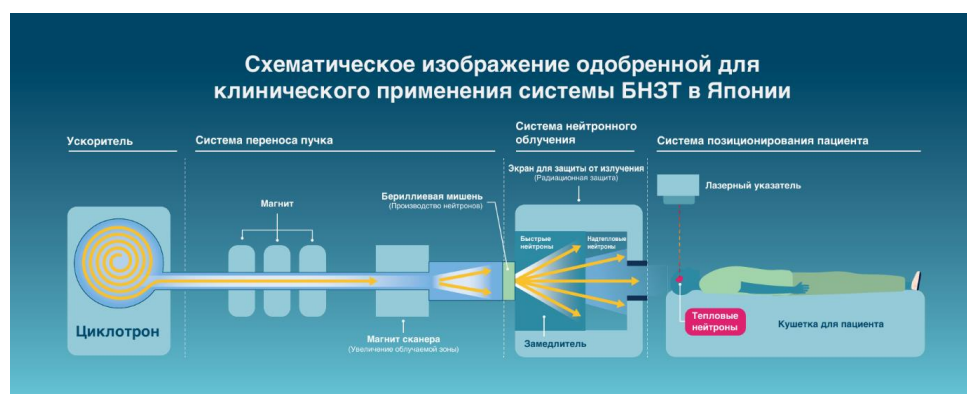 Схематическое изображение одобренной для
клинического применения системы БНЗТ в Японии
Ускоритель
Система переноса пучка
Система нейтронного
облучения
Система позиционирования пациента
Экран для защиты от излучения
(Радиационная защита)
Лазерный указатель
Бериллиевая мишень
(Производство нейтронов)
Магнит
Быстрые
нейтроны
Надтепловые
нейтроны
Циклотрон
Тепловые
нейтроны
Кушетка для пациента
Магнит сканера
(Увеличение облучаемой зоны)
Замедлитель